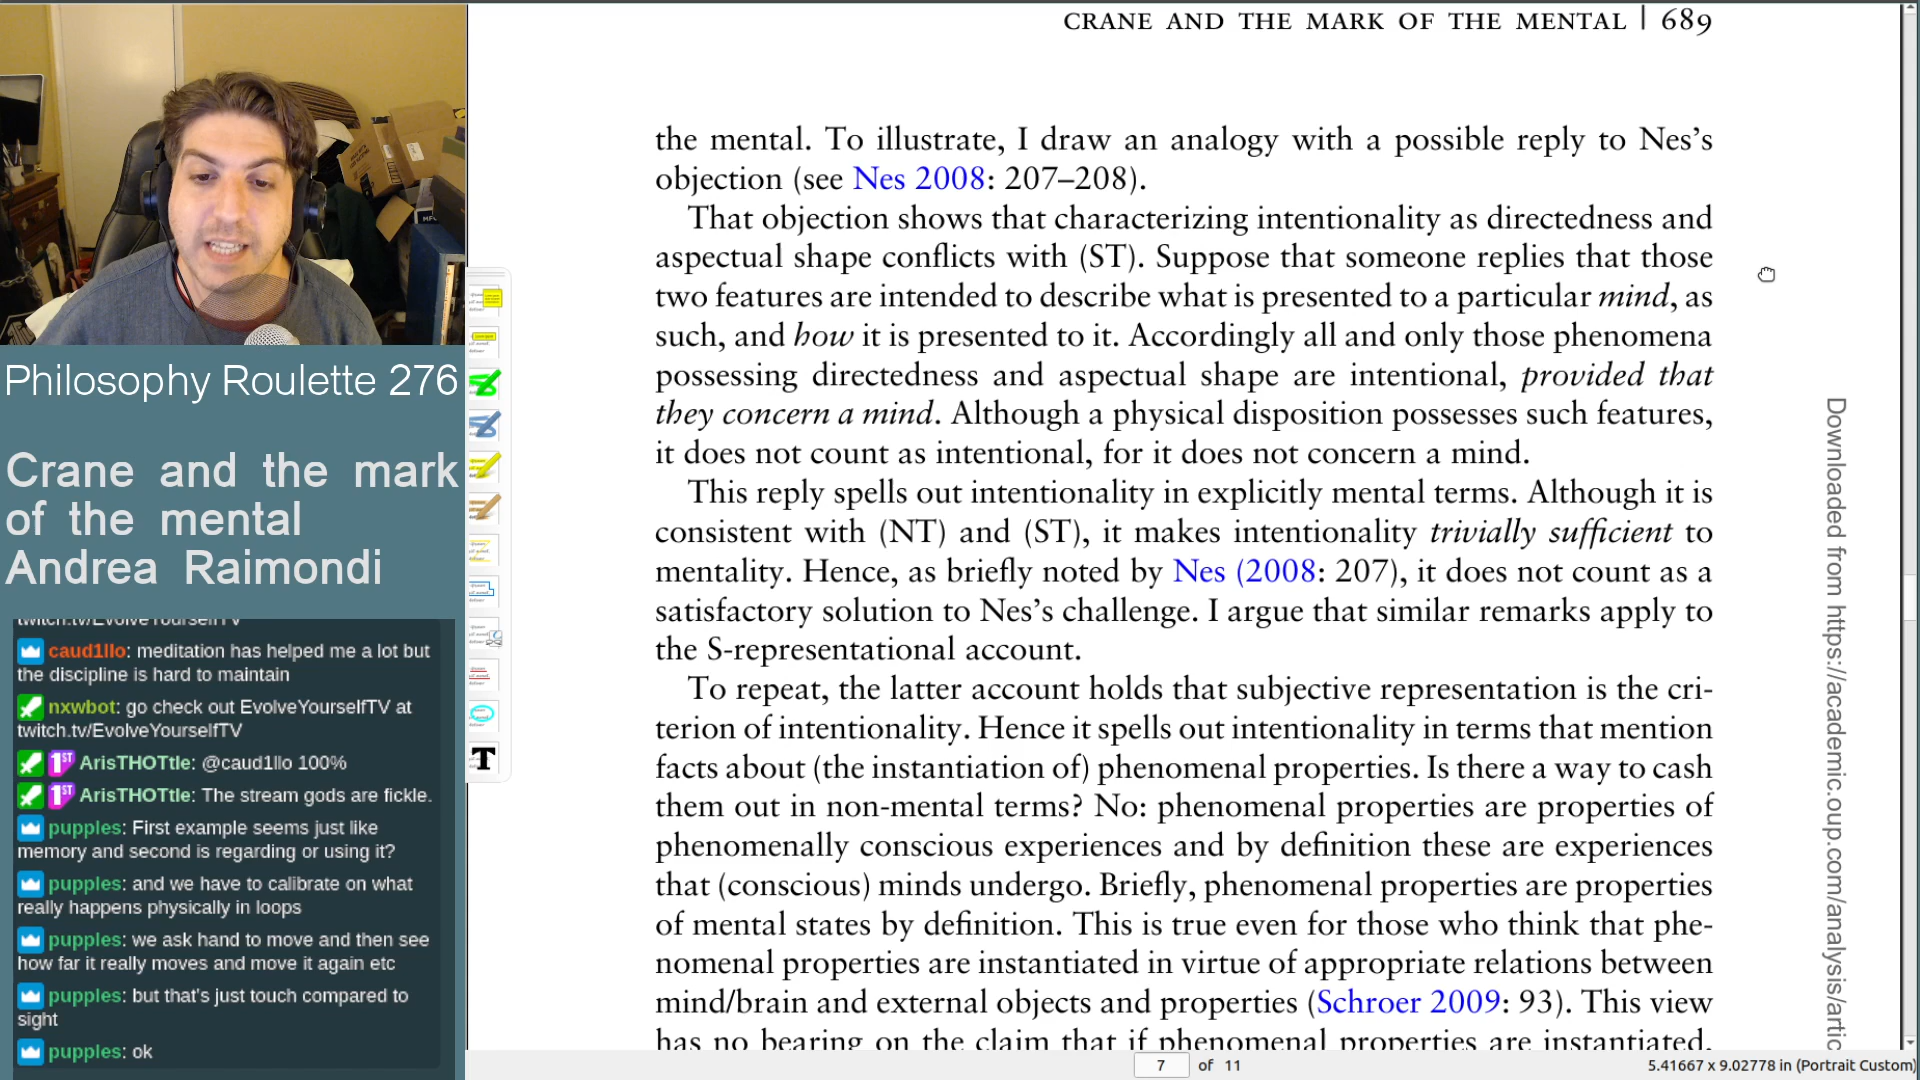 CRANE AND THE MARK OF THE MENTAL | 689
the mental. To illustrate, I draw an analogy with a possible reply to Nes's
objection (see Nes 2008: 207–208).
That objection shows that characterizing intentionality as directedness and
aspectual shape conflicts with (ST). Suppose that someone replies that those
two features are intended to describe what is presented to a particular mind, as
such, and how it is presented to it. Accordingly all and only those phenomena
possessing directedness and aspectual shape are intentional, provided that
they concern a mind. Although a physical disposition possesses such features,
it does not count as intentional, for it does not concern a mind.
This reply spells out intentionality in explicitly mental terms. Although it is
consistent with (NT) and (ST), it makes intentionality trivially sufficient to
mentality. Hence, as briefly noted by Nes (2008: 207), it does not count as a
satisfactory solution to Nes's challenge. I argue that similar remarks apply to
the S-representational account.
To repeat, the latter account holds that subjective representation is the cri-
terion of intentionality. Hence it spells out intentionality in terms that mention
facts about (the instantiation of) phenomenal properties. Is there a way to cash
them out in non-mental terms? No: phenomenal properties are properties of
phenomenally conscious experiences and by definition these are experiences
that (conscious) minds undergo. Briefly, phenomenal properties are properties
of mental states by definition. This is true even for those who think that phe-
nomenal properties are instantiated in virtue of appropriate relations between
mind/brain and external objects and properties (Schroer 2009: 93). This view
has no bearing on the claim that if phenomenal properties are instantiated,
Downloaded from https://academic.oup.com/analysis/artic
7 of 11
5.41667 x 9.02778 in (Portrait Custom)
T
Philosophy Roulette 276
Crane and the mark
of the mental
Andrea Raimondi
twitch.tv/EvolveYourselfTV
caud1llo: meditation has helped me a lot but
the discipline is hard to maintain
nxwbot: go check out EvolveYourselfTV at
twitch.tv/EvolveYourselfTV
1ST ArisTHOTtle: @caud1llo 100%
1ST ArisTHOTtle: The stream gods are fickle.
pupples: First example seems just like
memory and second is regarding or using it?
pupples: and we have to calibrate on what
really happens physically in loops
pupples: we ask hand to move and then see
how far it really moves and move it again etc
pupples: but that's just touch compared to
sight
pupples: ok